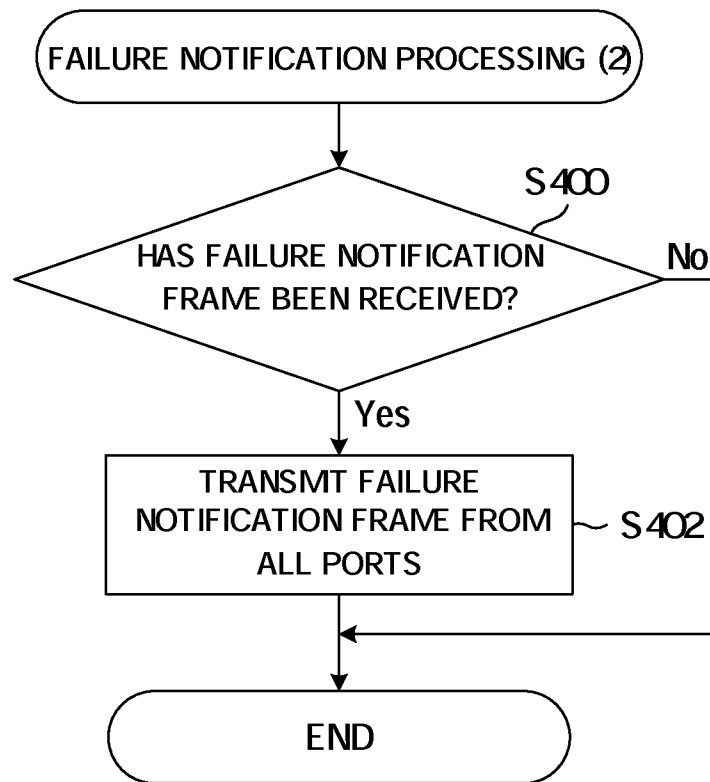 FAILURE NOTIFICATION PROCESSING (2)
S400
HAS FAILURE NOTIFICATION
FRAME BEEN RECEIVED?
No
Yes
TRANSMT FAILURE
NOTIFICATION FRAME FROM
ALL PORTS
S402
END